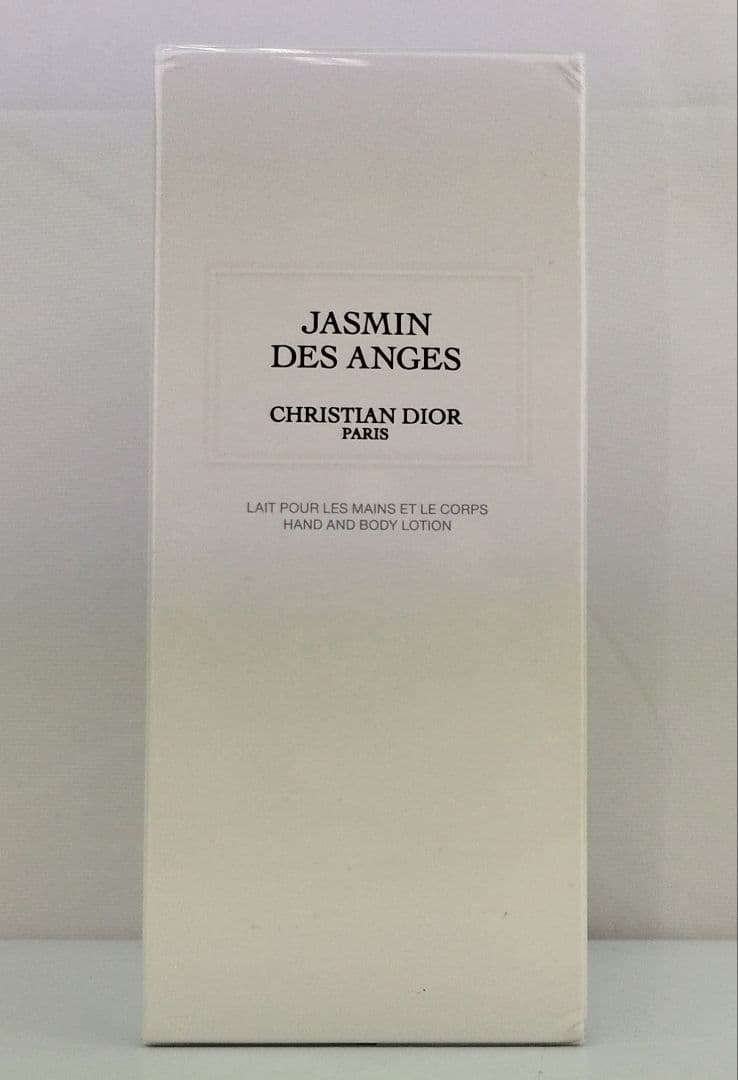 JASMIN
DES ANGES
CHRISTIAN DIOR
PARIS
LAIT POUR LES MAINS ET LE CORPS
HAND AND BODY LOTION